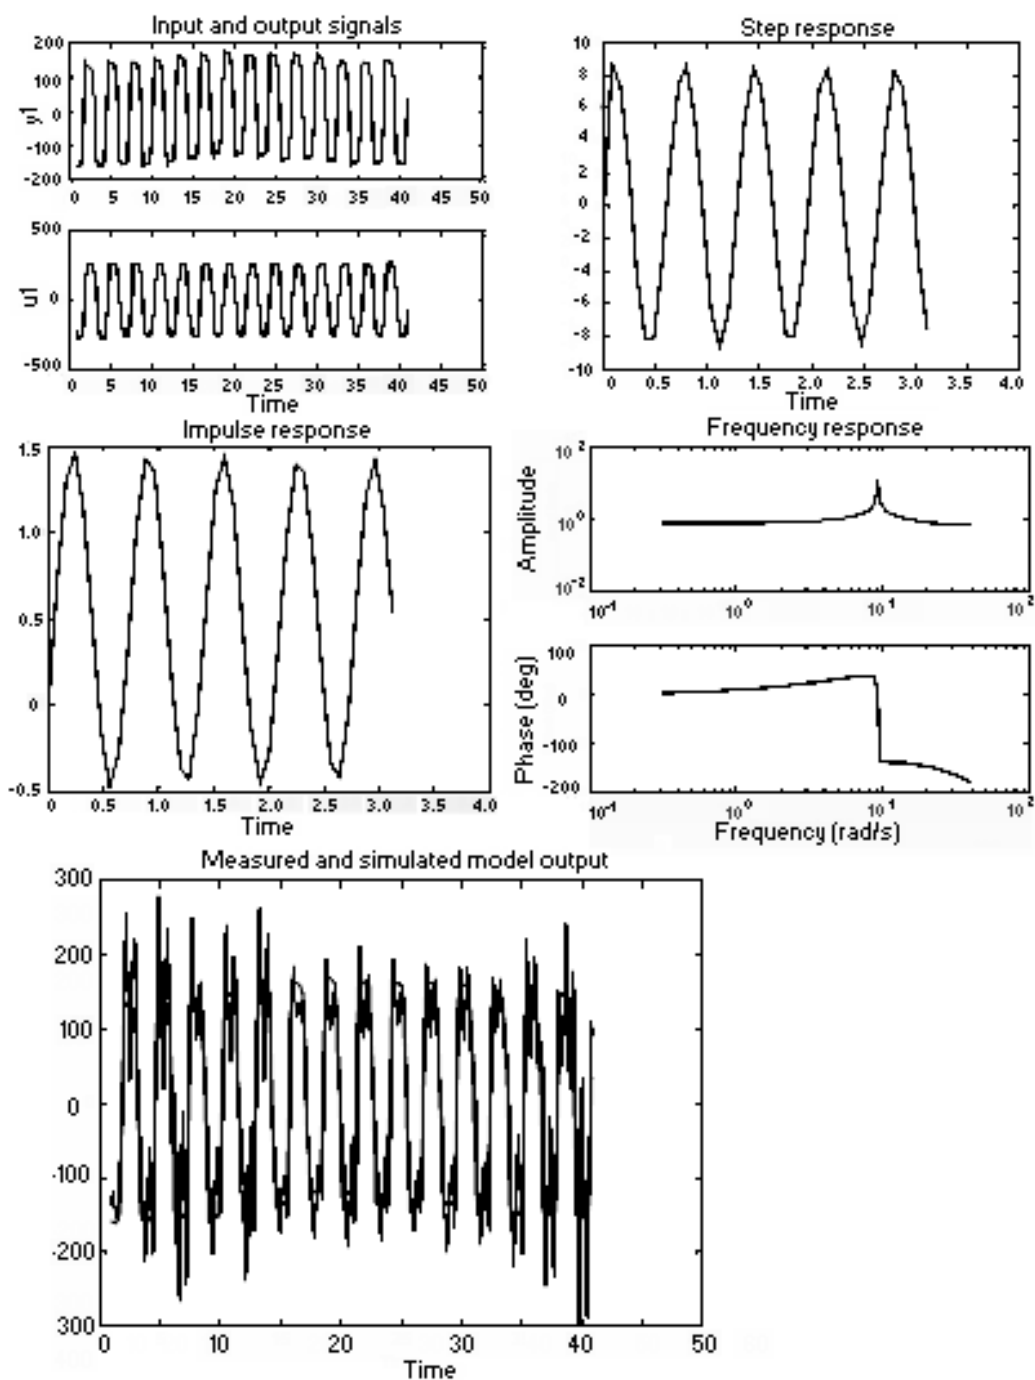 Input and output signals
200
100
0
-100
-200
y1
0 5 10 15 20 25 30 35 40 45 50
500
0
-500
u1
0 5 10 15 20 25 30 35 40 45 50
Time
Step response
10
8
6
4
2
0
-2
-4
-6
-8
-10
0 0.5 1.0 1.5 2.0 2.5 3.0 3.5 4.0
Time
Impulse response
1.5
1.0
0.5
0
-0.5
0 0.5 1.0 1.5 2.0 2.5 3.0 3.5 4.0
Time
Frequency response
10^2
10^0
10^-2
Amplitude
10^-1 10^0 10^1 10^2
100
0
-100
-200
Phase (deg)
10^-1 10^0 10^1 10^2
Frequency (rad/s)
Measured and simulated model output
300
200
100
0
-100
-200
300
0 10 20 30 40 50
Time